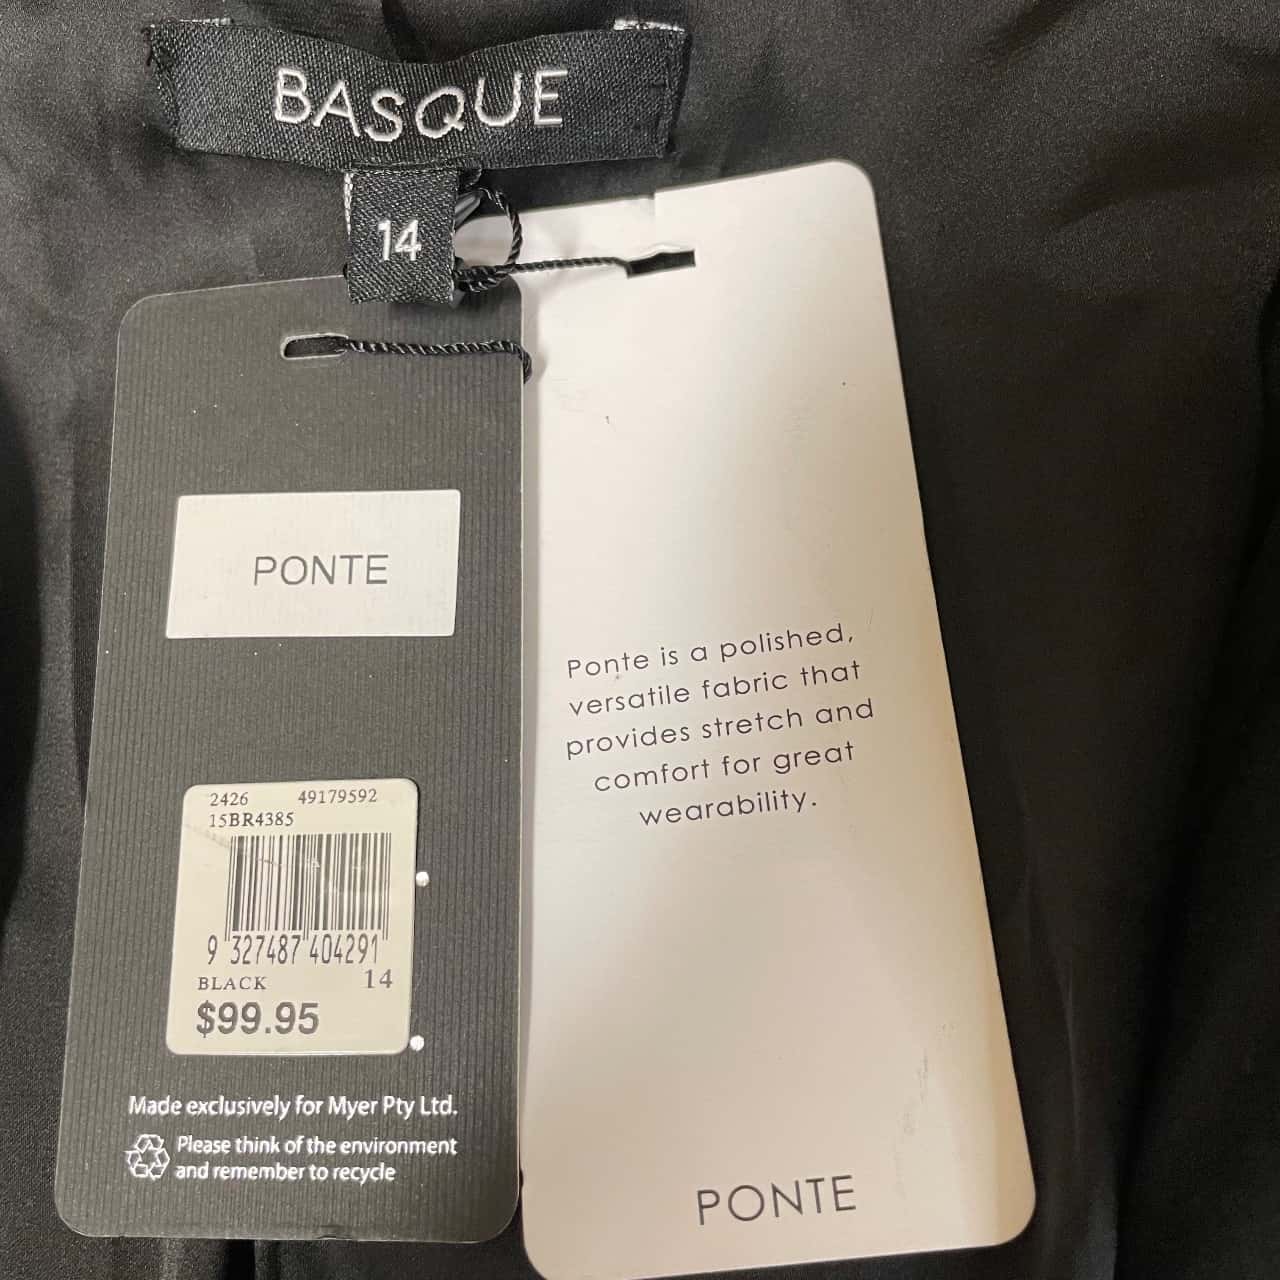 BASQUE
14
PONTE
2426 49179592
15BR4385
9 327487 404291
BLACK 14
$99.95
Made exclusively for Myer Pty Ltd.
Please think of the environment
and remember to recycle
Ponte is a polished,
versatile fabric that
provides stretch and
comfort for great
wearability.
PONTE